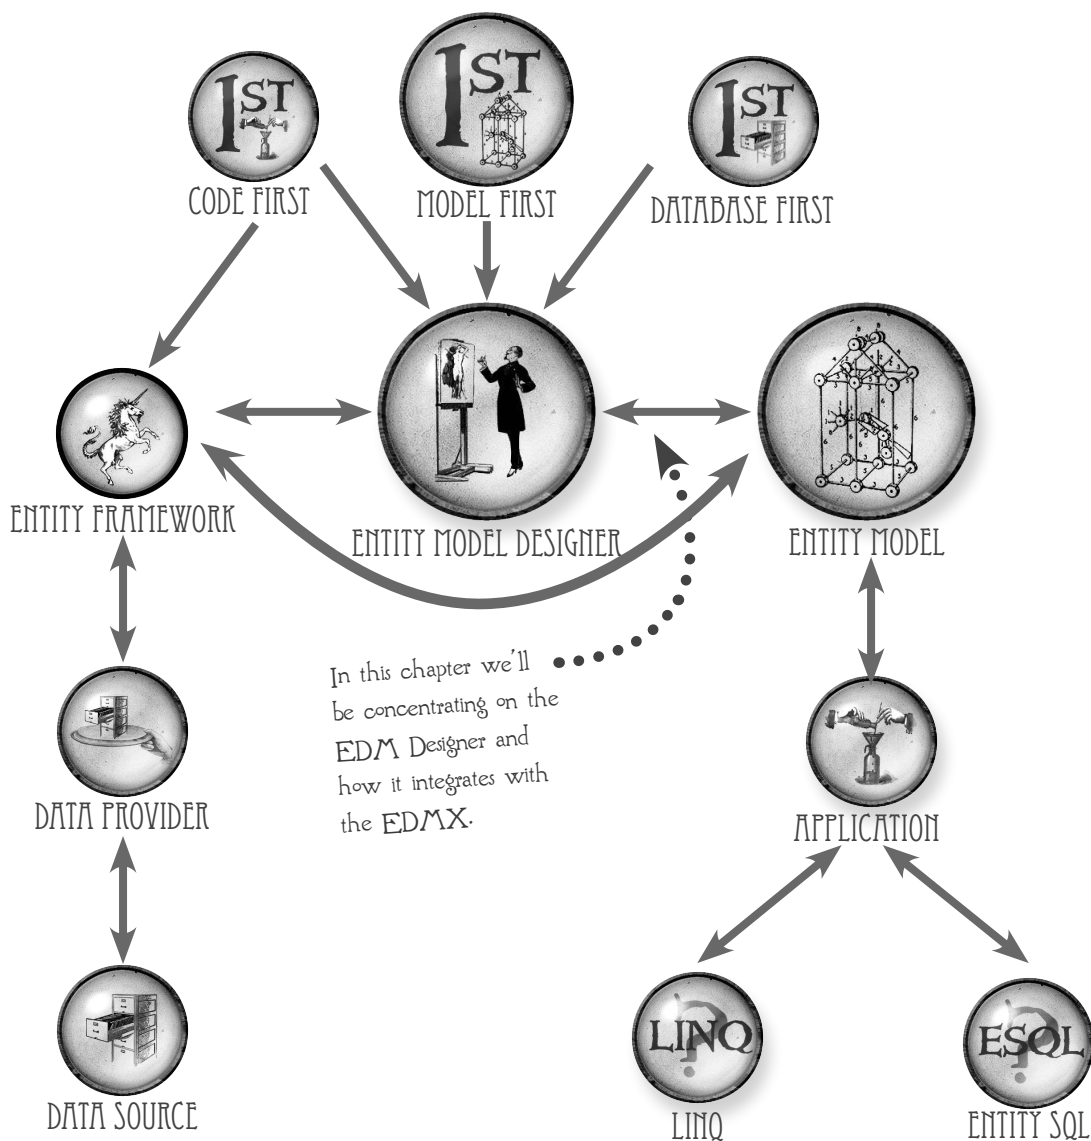 1ST
1ST
1ST
CODE FIRST
MODEL FIRST
DATABASE FIRST
ENTITY FRAMEWORK
ENTITY MODEL DESIGNER
ENTITY MODEL
In this chapter we'll
be concentrating on the
EDM Designer and
how it integrates with
the EDMX.
DATA PROVIDER
APPLICATION
LINQ
ESQL
DATA SOURCE
LINQ
ENTITY SQL